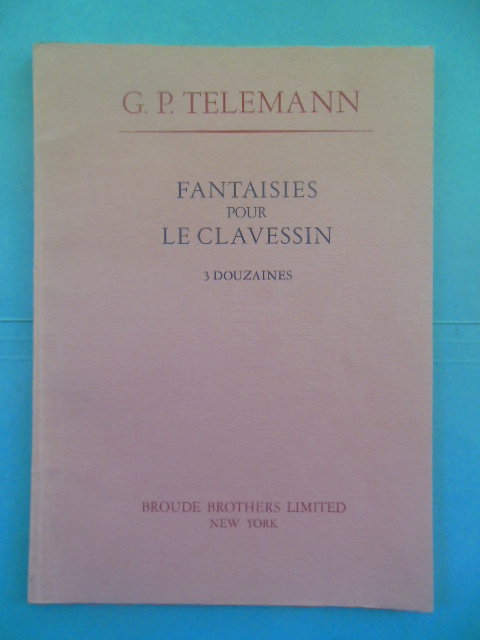 G. P. TELEMANN
FANTAISIES
POUR
LE CLAVESSIN
3 DOUZAINES
BROUDE BROTHERS LIMITED
NEW YORK